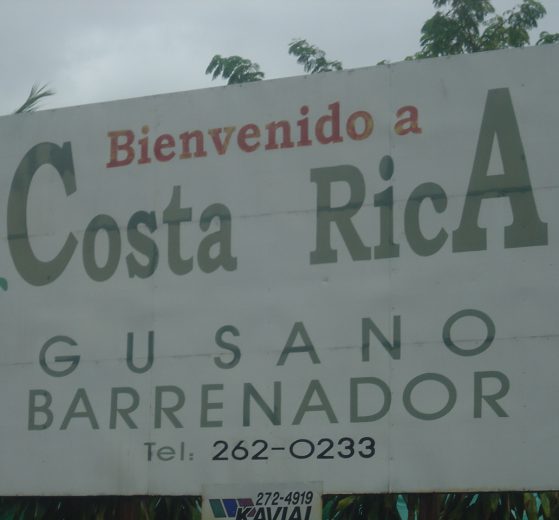 Bienvenido a
Costa RicA
GUSANO
BARRENADOR
Tel: 262-0233
272-4919
KAVIAL